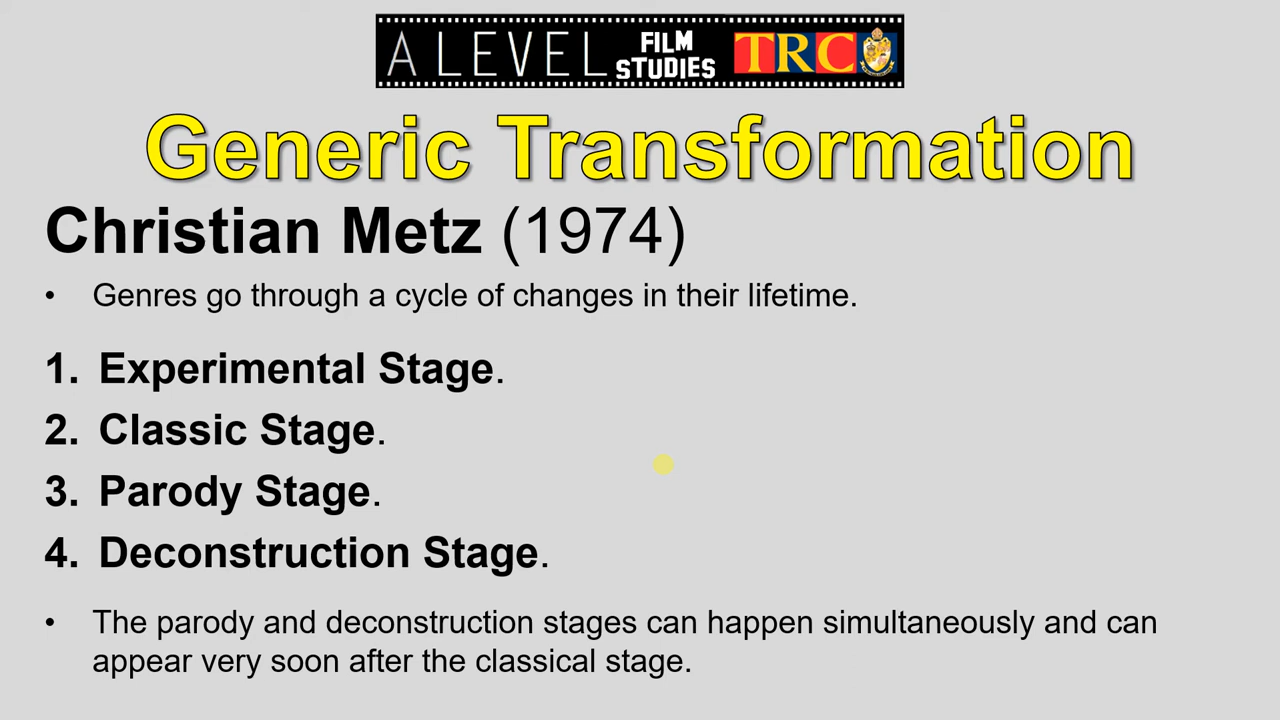 A LEVEL FILM STUDIES TRC
Generic Transformation
Christian Metz (1974)
• Genres go through a cycle of changes in their lifetime.
1. Experimental Stage.
2. Classic Stage.
3. Parody Stage.
4. Deconstruction Stage.
• The parody and deconstruction stages can happen simultaneously and can
appear very soon after the classical stage.